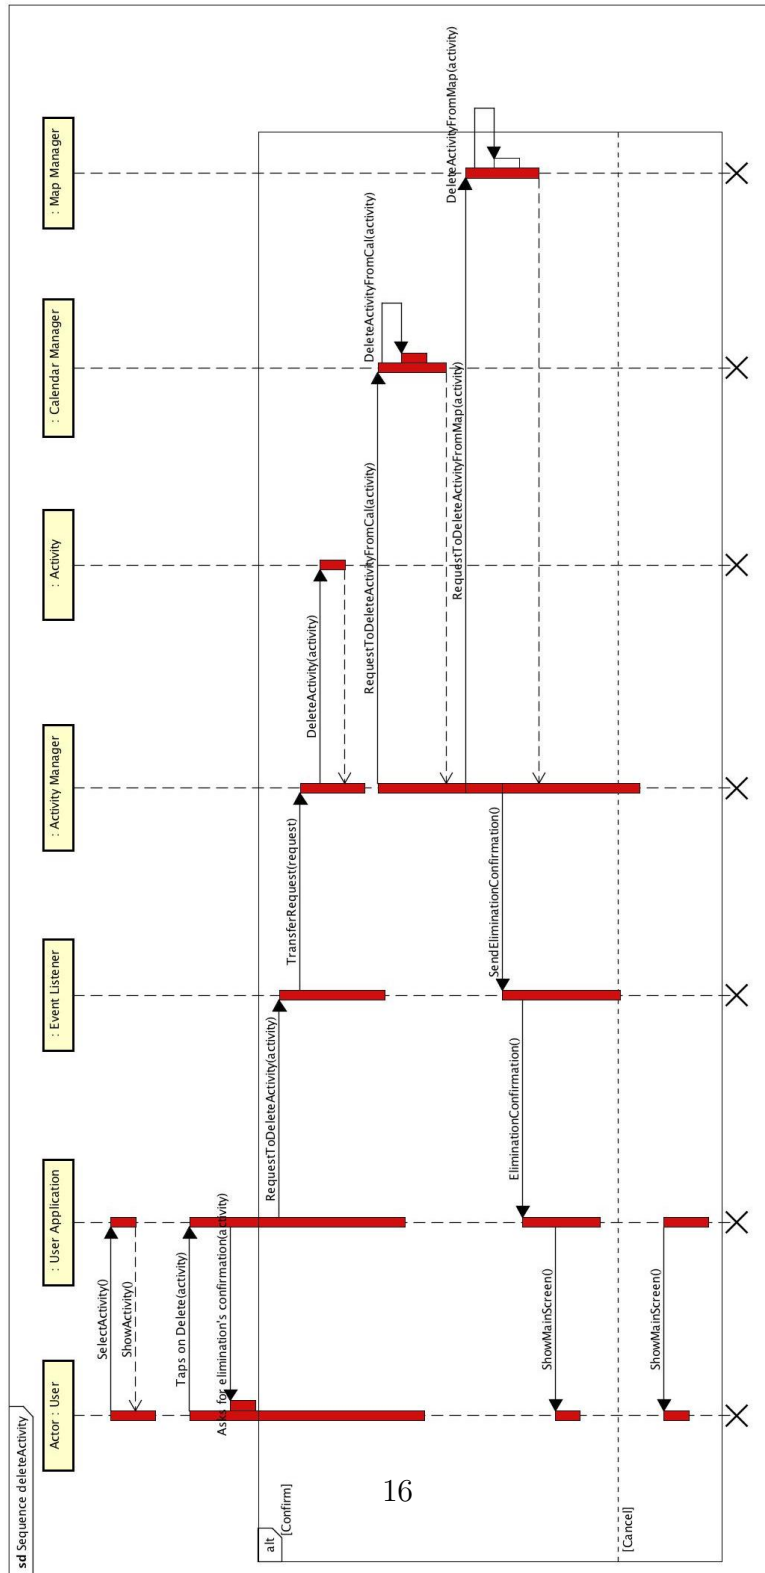 sd Sequence deleteActivity
Actor : User
: User Application
: Event Listener
: Activity Manager
: Activity
: Calendar Manager
: Map Manager
SelectActivity()
ShowActivity()
Taps on Delete(activity)
Asks for elimination's confirmation(activity)
alt
[Confirm]
RequestToDeleteActivity(activity)
TransferRequest(request)
DeleteActivity(activity)
RequestToDeleteActivityFromCal(activity)
DeleteActivityFromCal(activity)
RequestToDeleteActivityFromMap(activity)
DeleteActivityFromMap(activity)
SendEliminationConfirmation()
EliminationConfirmation()
ShowMainScreen()
[Cancel]
ShowMainScreen()
16